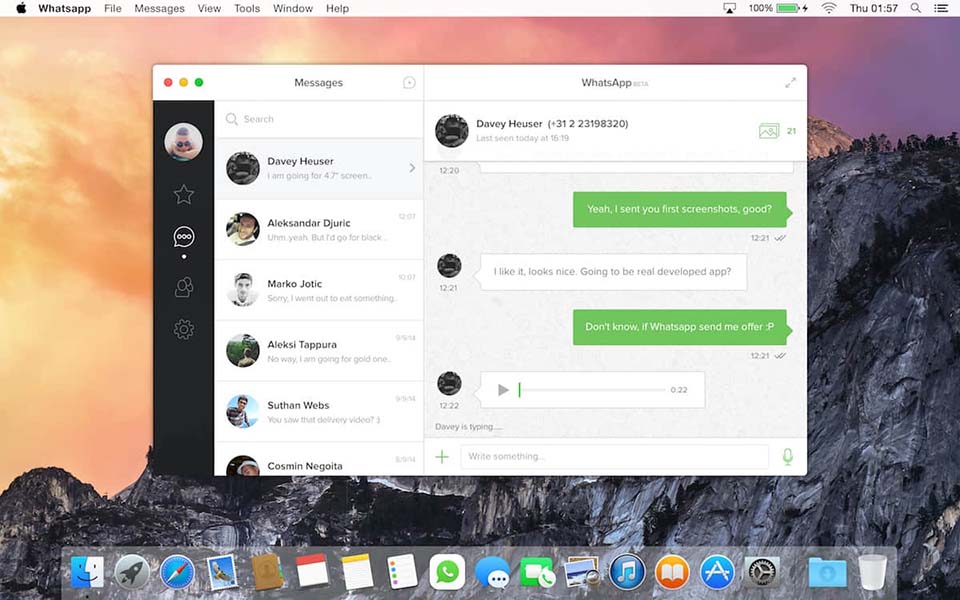 Whatsapp File Messages View Tools Window Help
100% Thu 01:57
Messages
WhatsApp BETA
Search
Davey Heuser
i am going for 4.7" screen..
Aleksandar Djuric 12:07
Uhm..yeah. But I'd go for black ..
Marko Jotic 10:07
Sorry, I went out to eat something..
Aleksi Tappura 9/9/14
No way, i am going for gold one..
Suthan Webs 9/9/14
You saw that delivery video? :)
Cosmin Negoita 8/9/14
Davey Heuser (+31 2 23198320)
Last seen today at 16:19
21
12:20
Yeah, I sent you first screenshots, good?
12:21
I like it, looks nice. Going to be real developed app?
12:21
Don't know, if Whatsapp send me offer :P
12:21
0:22
12:22
Davey is typing.....
Write something...